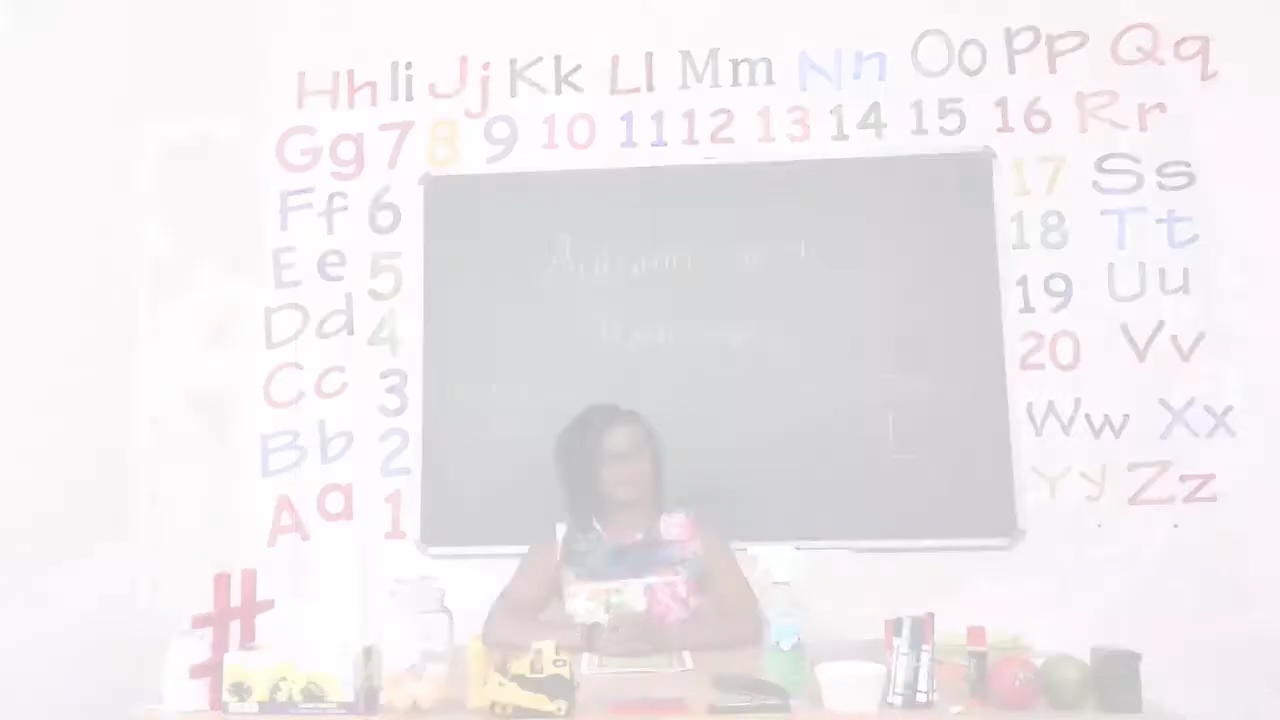 Hh Ii Jj Kk Ll Mm Nn Oo Pp Qq
Gg 7 8 9 10 11 12 13 14 15 16 Rr
Ff 6 17 Ss
Ee 5 18 Tt
Dd 4 19 Uu
Cc 3 20 Vv
Bb 2 Ww Xx
Aa 1 Yy Zz